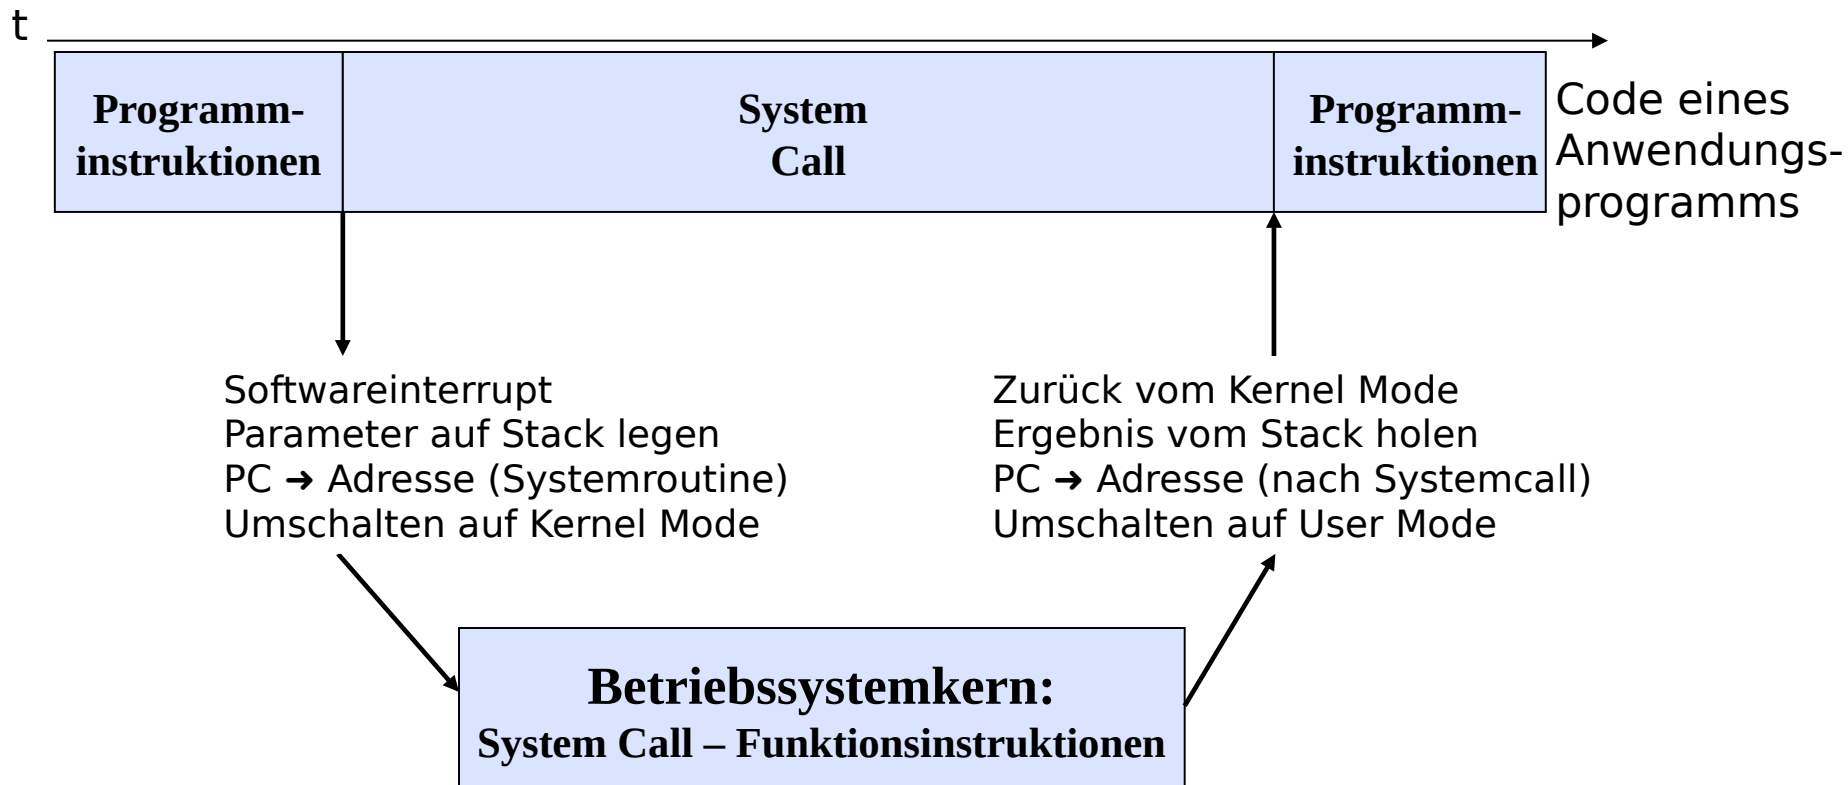 t
Programm-
instruktionen
System
Call
Programm-
instruktionen
Code eines
Anwendungs-
programms
Softwareinterrupt
Parameter auf Stack legen
PC ➜ Adresse (Systemroutine)
Umschalten auf Kernel Mode
Zurück vom Kernel Mode
Ergebnis vom Stack holen
PC ➜ Adresse (nach Systemcall)
Umschalten auf User Mode
Betriebssystemkern:
System Call – Funktionsinstruktionen